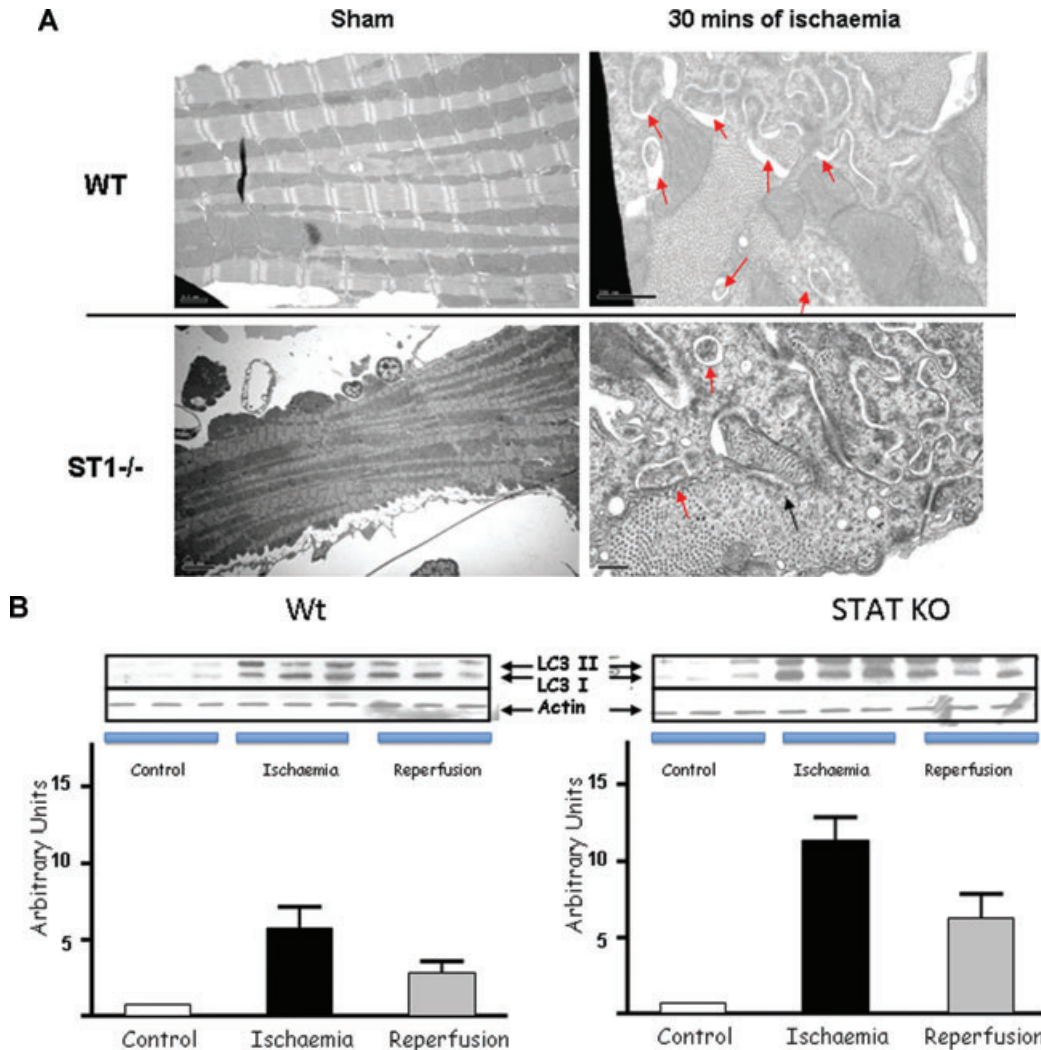 A
Sham
30 mins of ischaemia
WT
ST1-/-
B
Wt
STAT KO
LC3 II
LC3 I
Actin
Control
Ischaemia
Reperfusion
Control
Ischaemia
Reperfusion
Arbitrary Units
15
10
5
Control
Ischaemia
Reperfusion
Arbitrary Units
15
10
5
Control
Ischaemia
Reperfusion